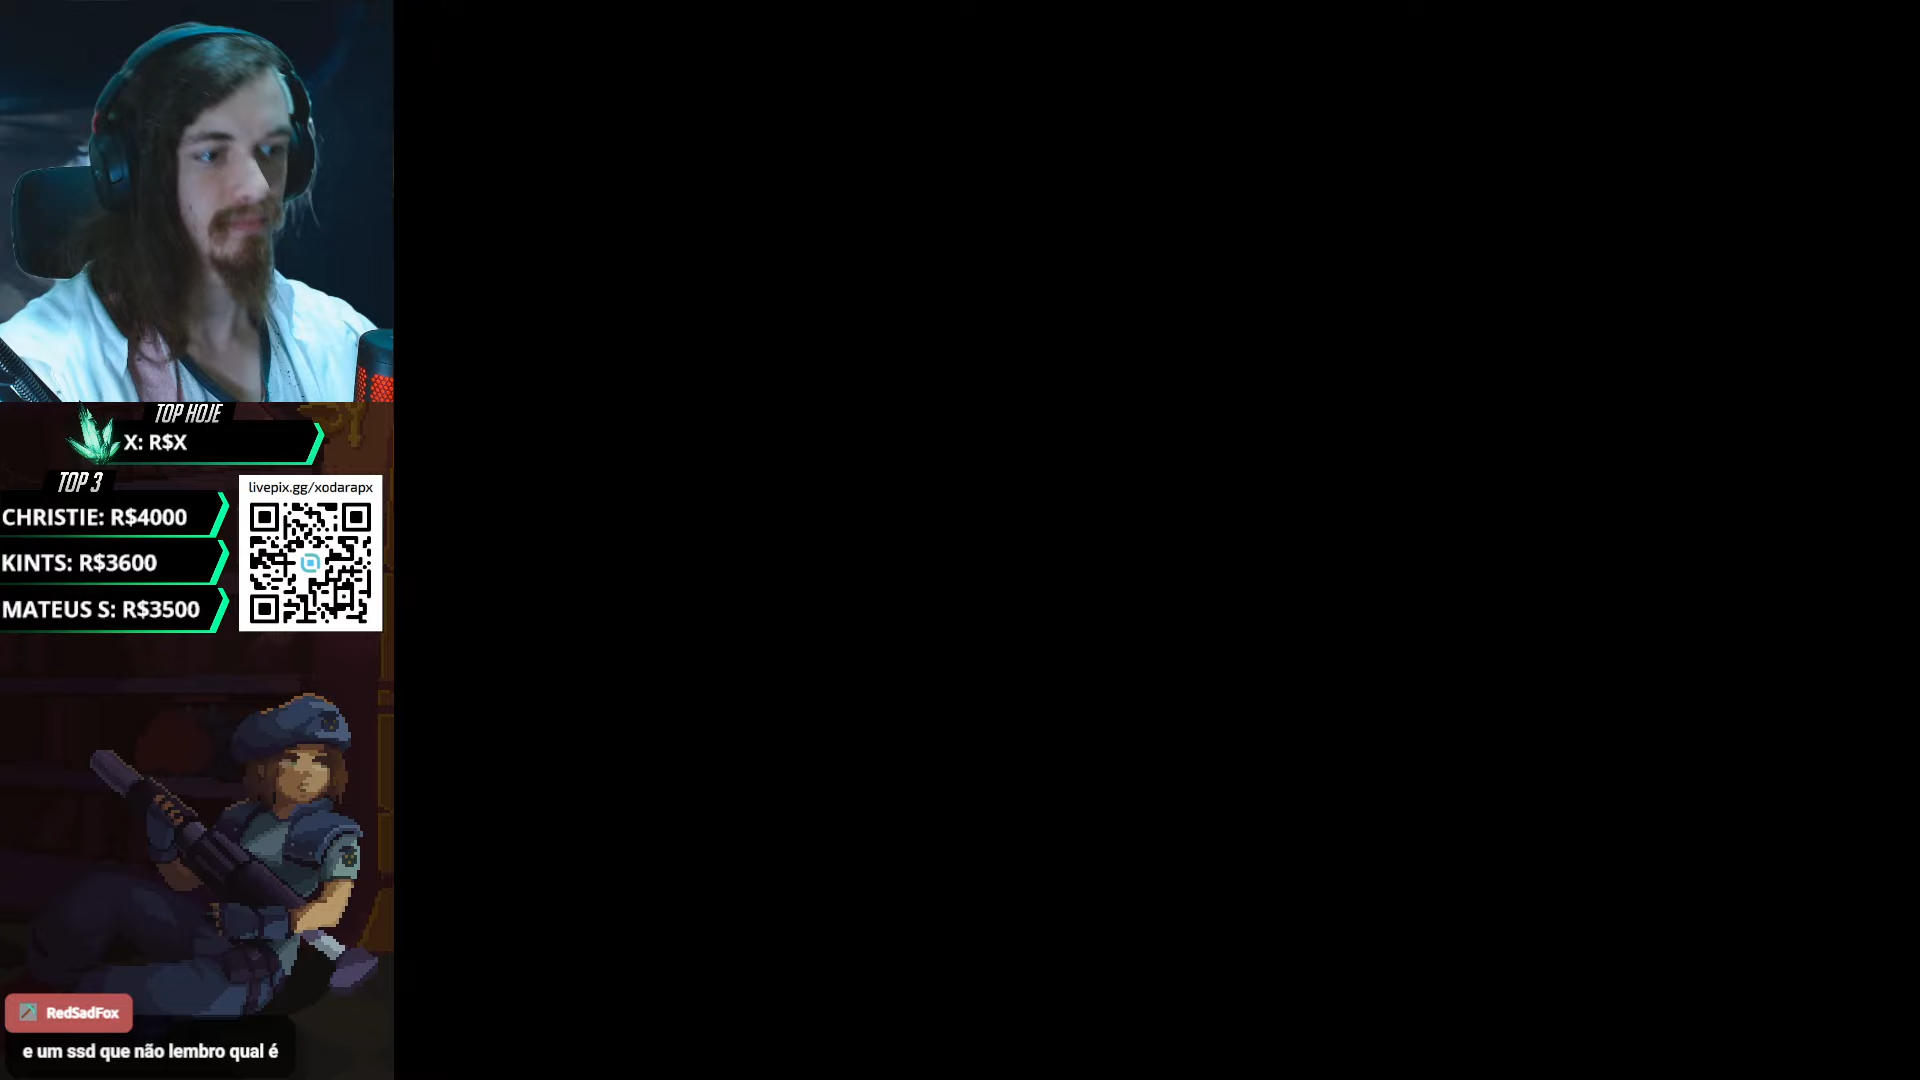 TOP HOJE
X: R$X
TOP 3
CHRISTIE: R$4000
KINTS: R$3600
MATEUS S: R$3500
livepix.gg/xodarapx
RedSadFox
e um ssd que não lembro qual é